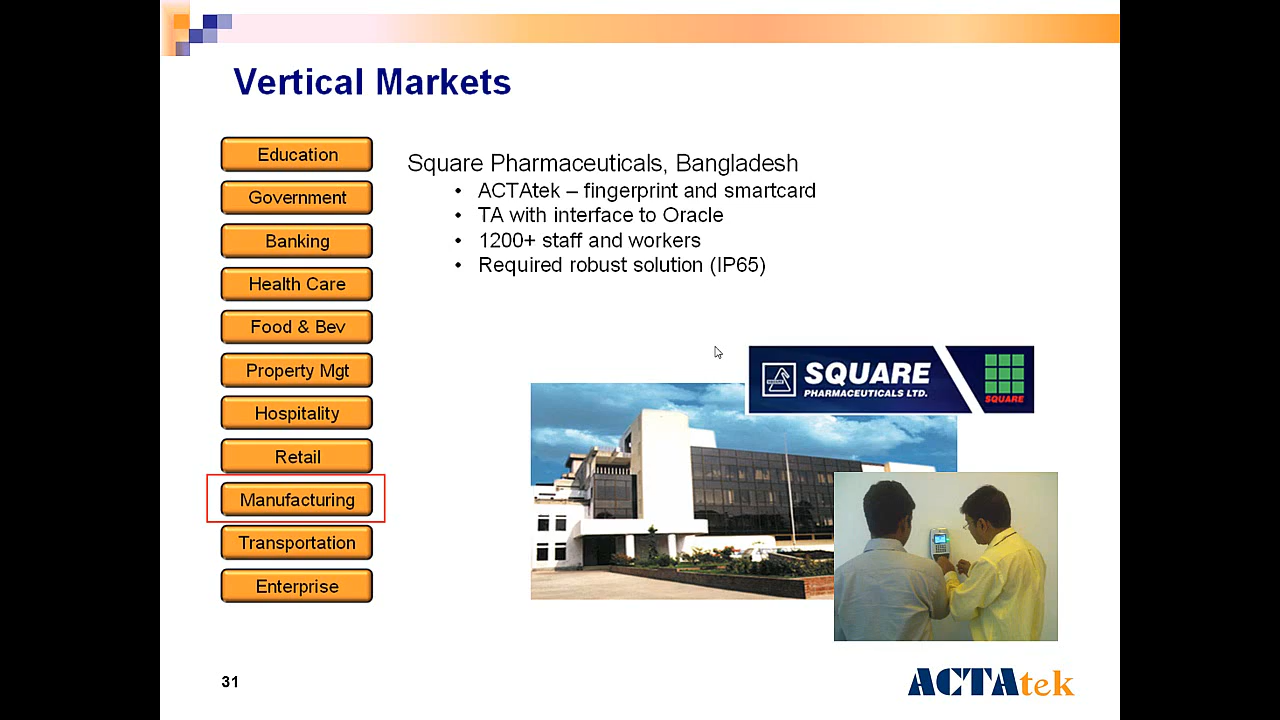 Vertical Markets
Education
Government
Banking
Health Care
Food & Bev
Property Mgt
Hospitality
Retail
Manufacturing
Transportation
Enterprise
Square Pharmaceuticals, Bangladesh
• ACTAtek – fingerprint and smartcard
• TA with interface to Oracle
• 1200+ staff and workers
• Required robust solution (IP65)
SQUARE
PHARMACEUTICALS LTD.
SQUARE
31
ACTAtek